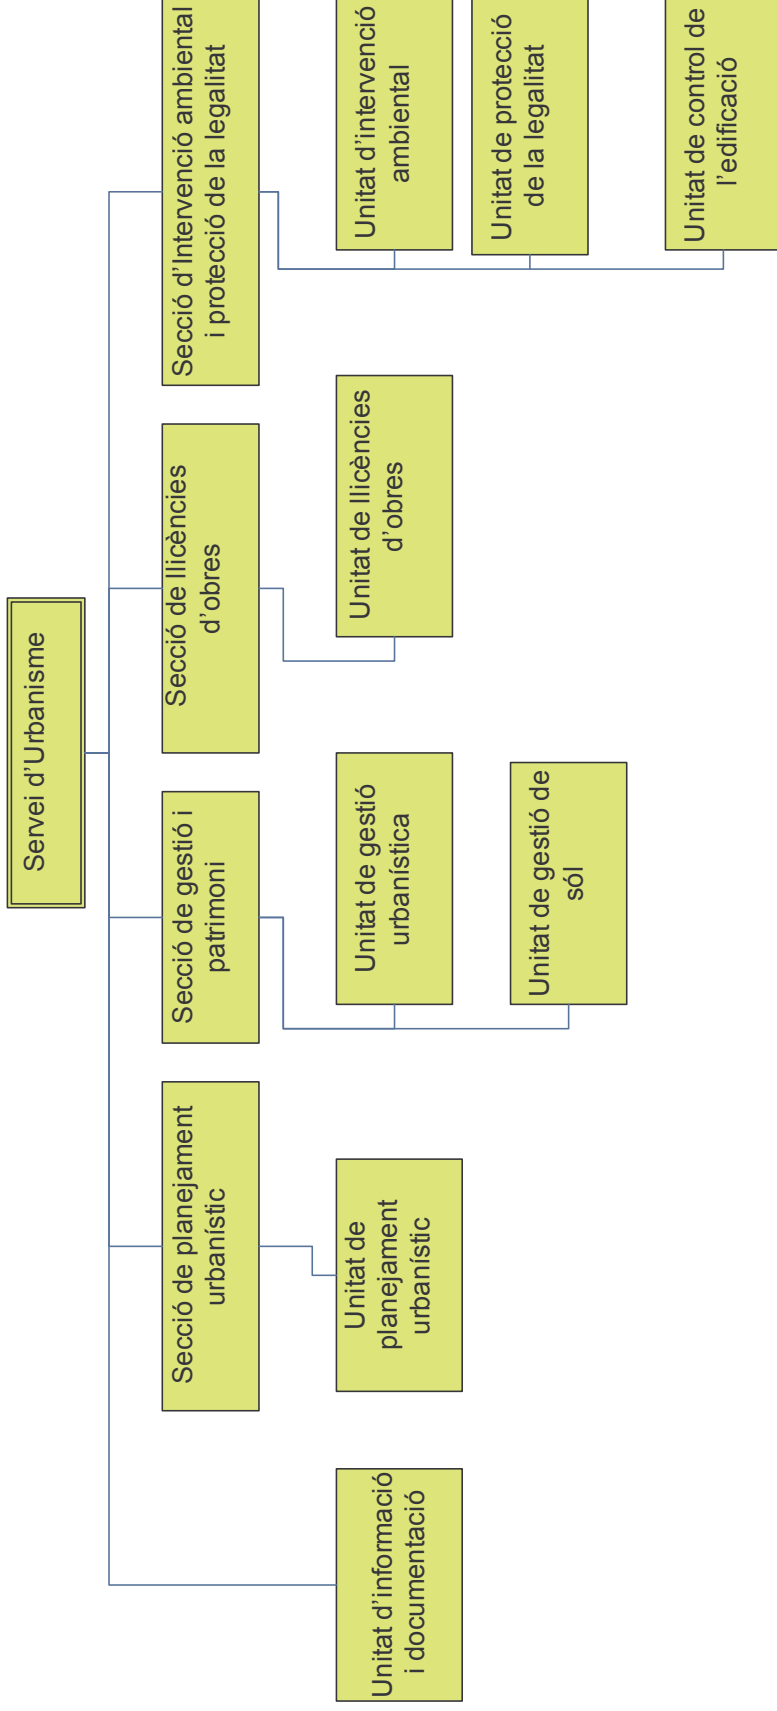 Servei d'Urbanisme
Unitat d'informació
i documentació
Secció de planejament
urbanístic
Unitat de
planejament
urbanístic
Secció de gestió i
patrimoni
Unitat de gestió
urbanística
Unitat de gestió de
sól
Secció de llicències
d'obres
Unitat de llicències
d'obres
Secció d'Intervenció ambiental
i protecció de la legalitat
Unitat d'intervenció
ambiental
Unitat de protecció
de la legalitat
Unitat de control de
l'edificació